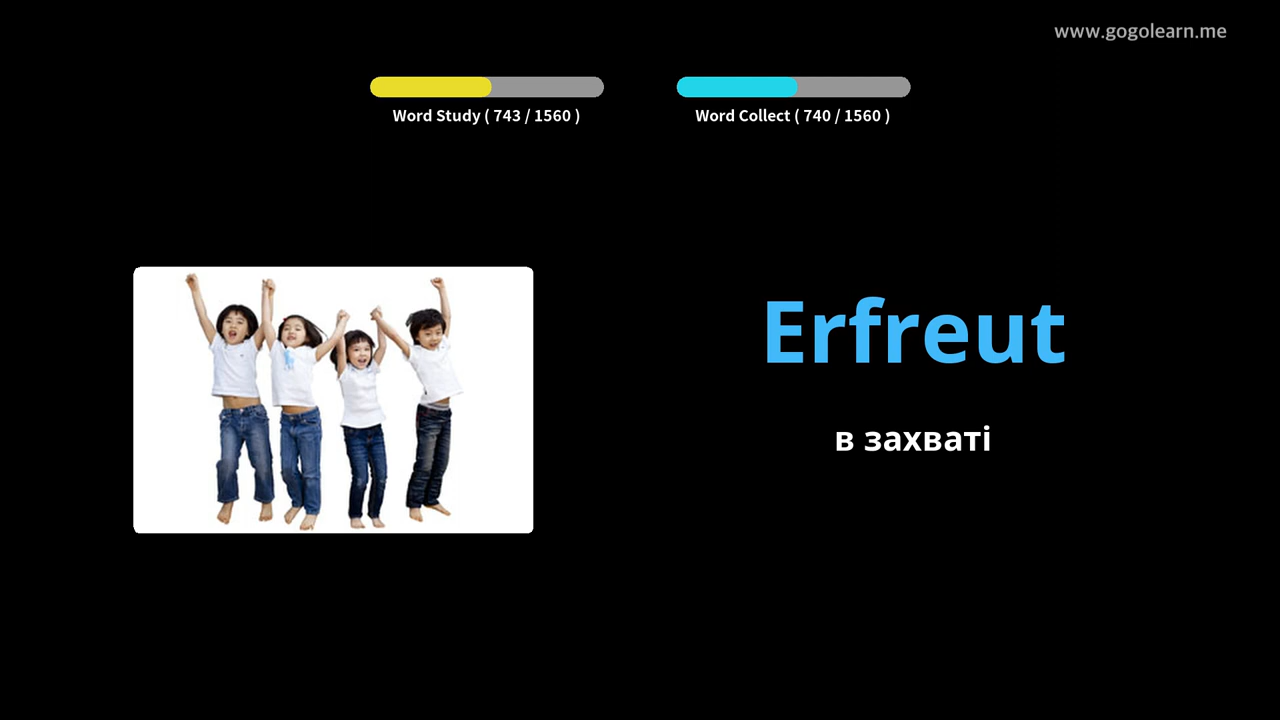 www.gogolearn.me
Word Study ( 743 / 1560 )
Word Collect ( 740 / 1560 )
Erfreut
в захваті